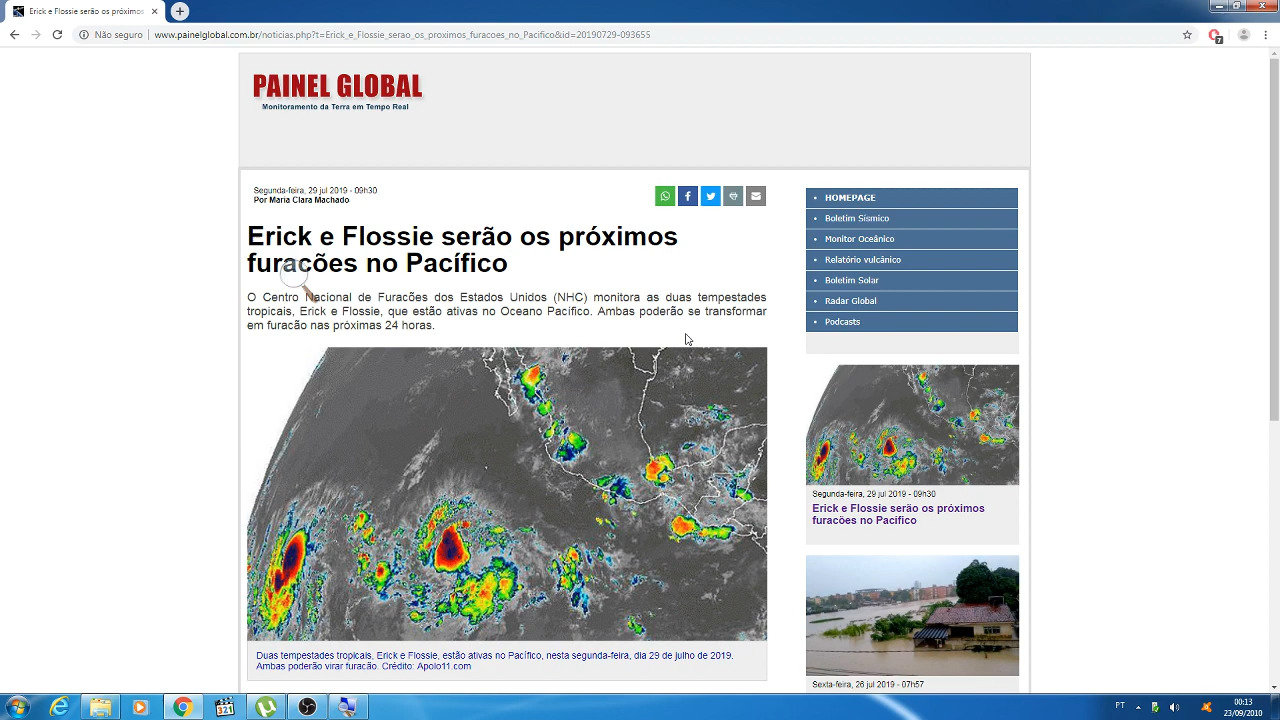 Erick e Flossie serão os próximos
Não seguro
www.painelglobal.com.br/noticias.php?t=Erick_e_Flossie_serao_os_proximos_furacoes_no_Pacifico&id=20190729-093655
7
PAINEL GLOBAL
Monitoramento da Terra em Tempo Real
Segunda-feira, 29 jul 2019 - 09h30
Por Maria Clara Machado
Erick e Flossie serão os próximos
furacões no Pacífico
O Centro Nacional de Furacões dos Estados Unidos (NHC) monitora as duas tempestades
tropicais, Erick e Flossie, que estão ativas no Oceano Pacífico. Ambas poderão se transformar
em furacão nas próximas 24 horas.
Duas tempestades tropicais, Erick e Flossie, estão ativas no Pacífico, nesta segunda-feira, dia 29 de julho de 2019.
Ambas poderão virar furacão. Crédito: Apolo11.com
HOMEPAGE
Boletim Sísmico
Monitor Oceânico
Relatório vulcânico
Boletim Solar
Radar Global
Podcasts
Segunda-feira, 29 jul 2019 - 09h30
Erick e Flossie serão os próximos
furacões no Pacífico
Sexta-feira, 26 jul 2019 - 07h57
321
PT
00:13
23/09/2010